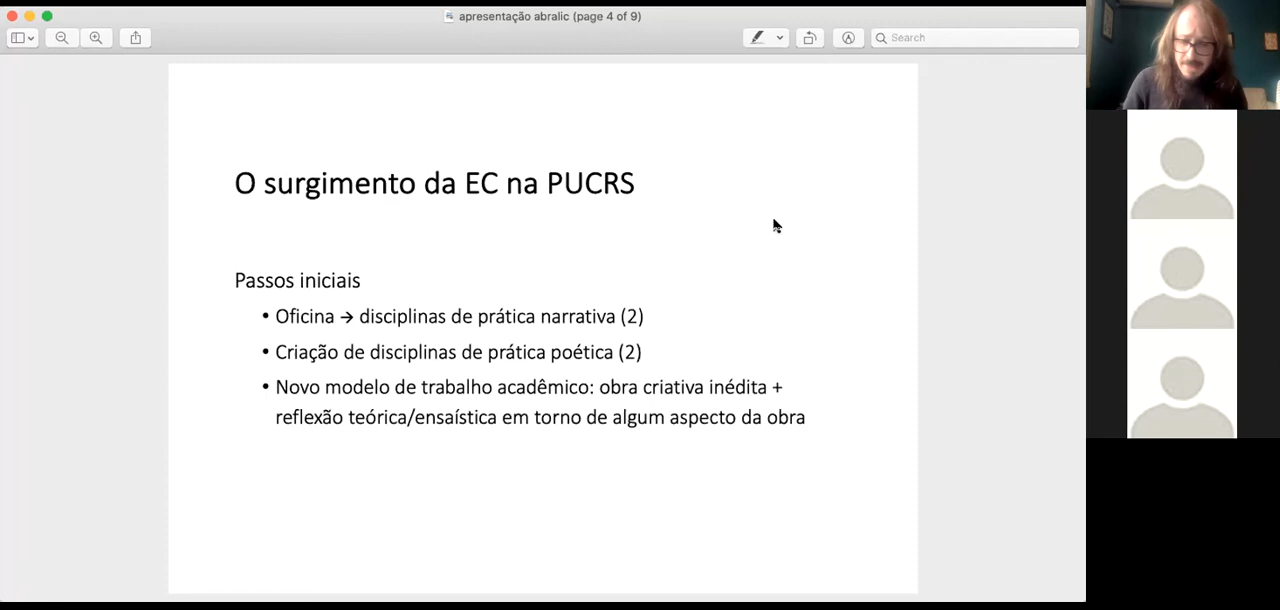 apresentação abralic (page 4 of 9)
Search
O surgimento da EC na PUCRS
Passos iniciais
• Oficina → disciplinas de prática narrativa (2)
• Criação de disciplinas de prática poética (2)
• Novo modelo de trabalho acadêmico: obra criativa inédita +
reflexão teórica/ensaística em torno de algum aspecto da obra